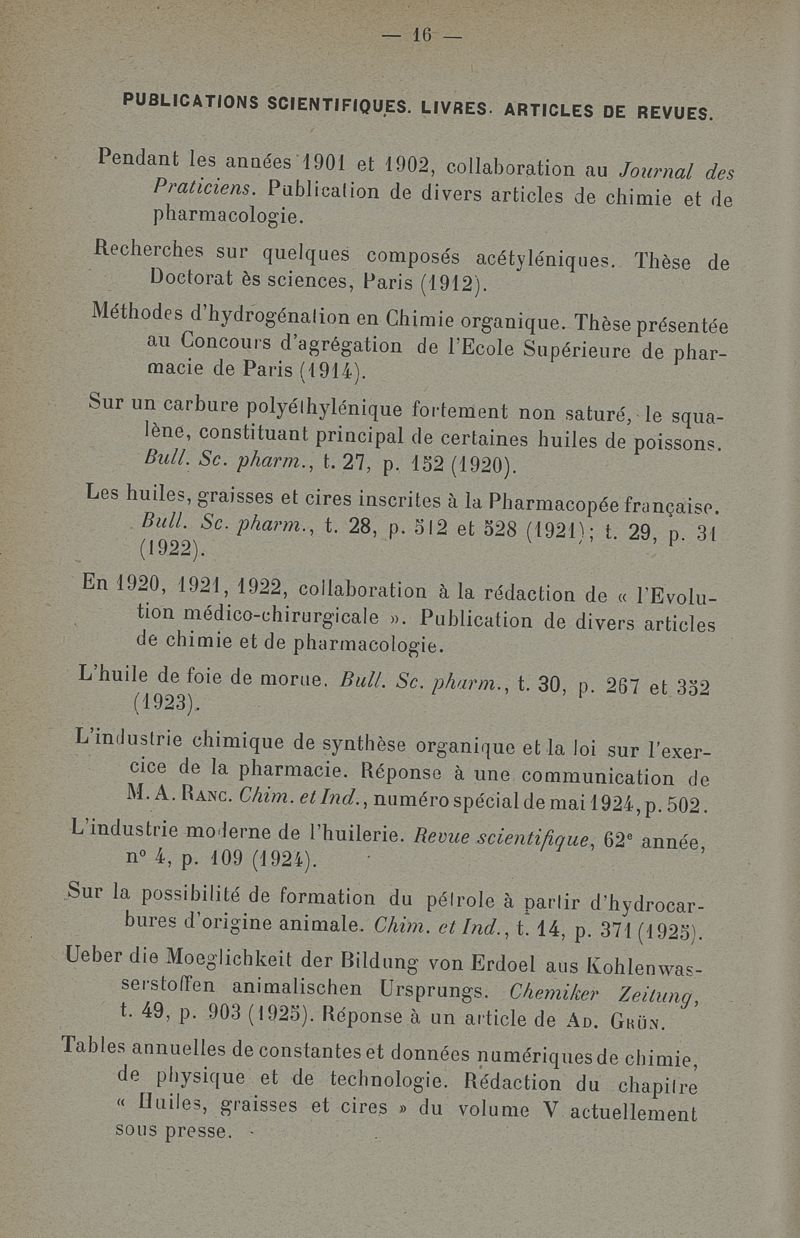 — 16 —
PUBLICATIONS SCIENTIFIQUES. LIVRES. ARTICLES DE REVUES.
Pendant les années 1901 et 1902, collaboration au Journal des
Praticiens. Publication de divers articles de chimie et de
pharmacologie.
Recherches sur quelques composés acétyléniques. Thèse de
Doctorat ès sciences, Paris (1912).
Méthodes d'hydrogénation en Chimie organique. Thèse présentée
au Concours d'agrégation de l'Ecole Supérieure de phar-
macie de Paris (1914).
Sur un carbure polyéthylénique fortement non saturé, le squa-
lène, constituant principal de certaines huiles de poissons.
Bull. Sc. pharm., t. 27, p. 152 (1920).
Les huiles, graisses et cires inscrites à la Pharmacopée française.
Bull. Sc. pharm., t. 28, p. 512 et 528 (1921); t. 29, p. 31
(1922).
En 1920, 1921, 1922, collaboration à la rédaction de « l'Evolu-
tion médico-chirurgicale ». Publication de divers articles
de chimie et de pharmacologie.
L'huile de foie de morue. Bull. Sc. pharm., t. 30, p. 267 et 352
(1923).
L'industrie chimique de synthèse organique et la loi sur l'exer-
cice de la pharmacie. Réponse à une communication de
M. A. RANC. Chim. et Ind., numéro spécial de mai 1924, p. 502.
L'industrie moderne de l'huilerie. Revue scientifique, 62e année,
n° 4, p. 109 (1924).
Sur la possibilité de formation du pétrole à partir d'hydrocar-
bures d'origine animale. Chim. et Ind., t. 14, p. 371 (1925).
Ueber die Moeglichkeit der Bildung von Erdoel aus Kohlenwas-
serstoffen animalischen Ursprungs. Chemiker Zeitung,
t. 49, p. 903 (1925). Réponse à un article de AD. GRÜN.
Tables annuelles de constantes et données numériques de chimie,
de physique et de technologie. Rédaction du chapitre
« Huiles, graisses et cires » du volume V actuellement
sous presse.